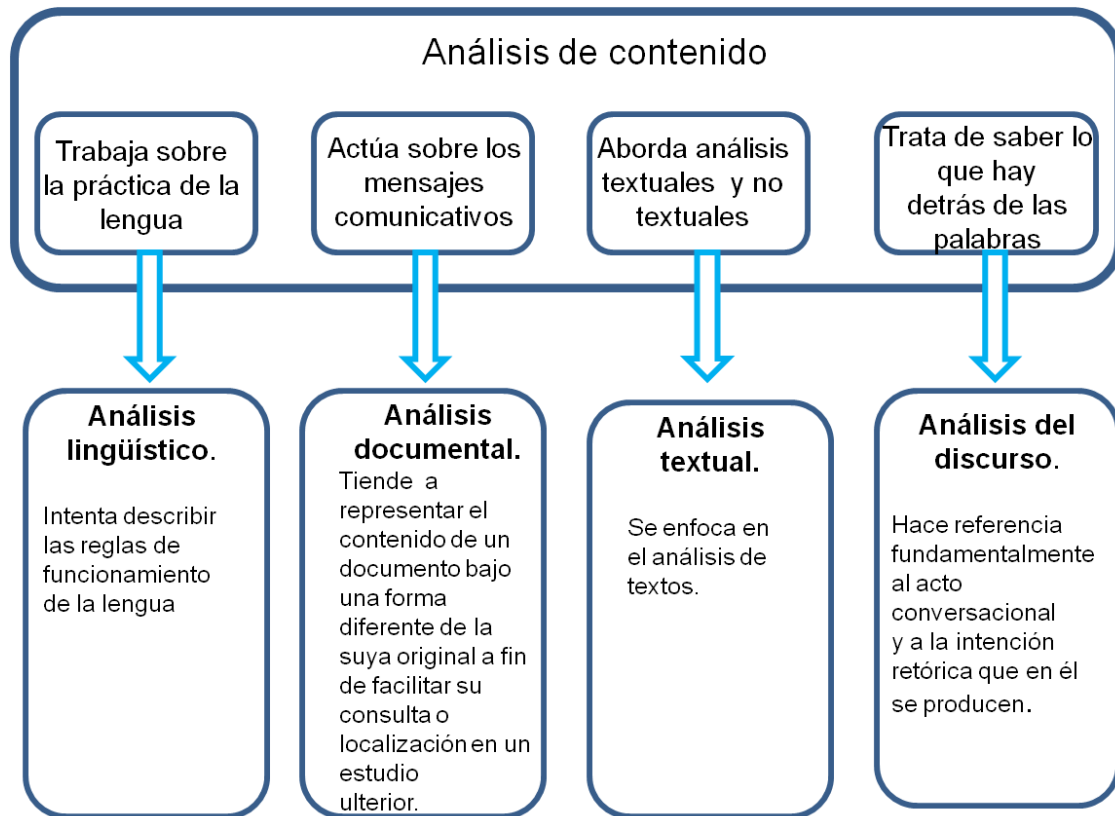 Análisis de contenido
Trabaja sobre
la práctica de la
lengua
Actúa sobre los
mensajes
comunicativos
Aborda análisis
textuales y no
textuales
Trata de saber lo
que hay
detrás de las
palabras
Análisis
lingüístico.
Intenta describir
las reglas de
funcionamiento
de la lengua
Análisis
documental.
Tiende a
representar el
contenido de un
documento bajo
una forma
diferente de la
suya original a fin
de facilitar su
consulta o
localización en un
estudio
ulterior.
Análisis
textual.
Se enfoca en
el análisis de
textos.
Análisis del
discurso.
Hace referencia
fundamentalmente
al acto
conversacional
y a la intención
retórica que en él
se producen.